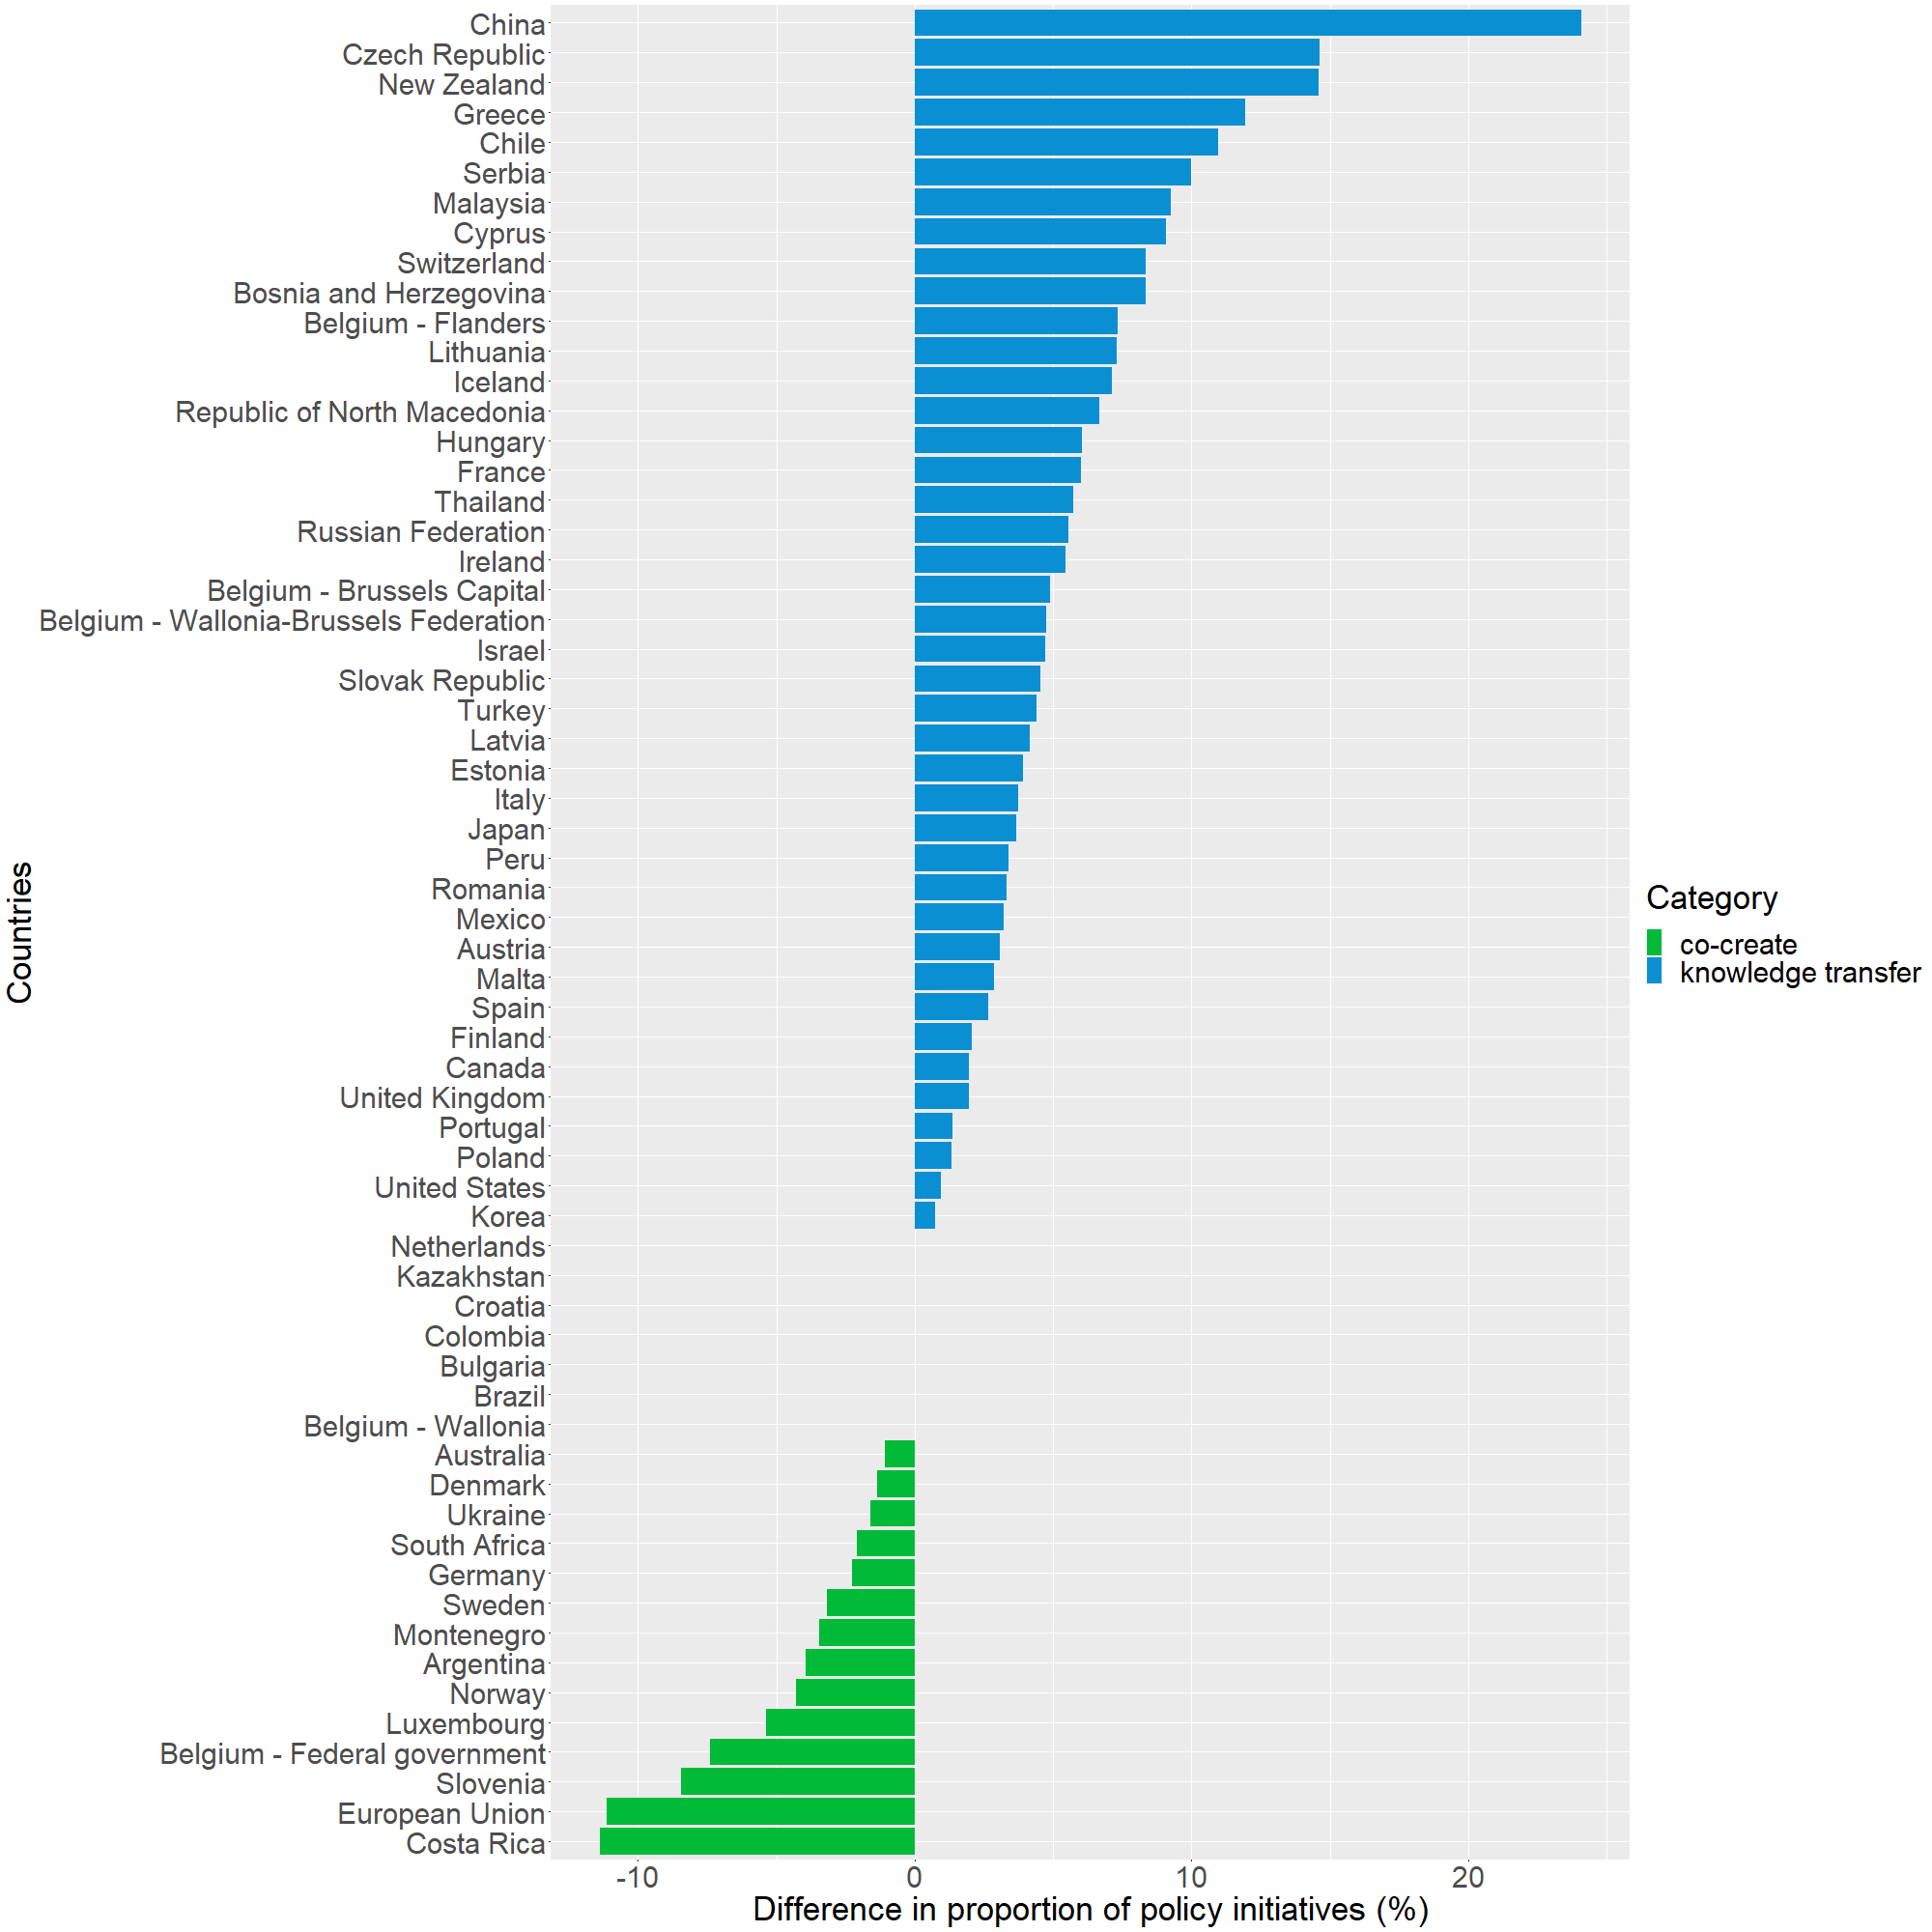 China
Czech Republic
New Zealand
Greece
Chile
Serbia
Malaysia
Cyprus
Switzerland
Bosnia and Herzegovina
Belgium - Flanders
Lithuania
Iceland
Republic of North Macedonia
Hungary
France
Thailand
Russian Federation
Ireland
Belgium - Brussels Capital
Belgium - Wallonia-Brussels Federation
Israel
Slovak Republic
Turkey
Latvia
Estonia
Italy
Japan
Peru
Romania
Mexico
Austria
Malta
Spain
Finland
Canada
United Kingdom
Portugal
Poland
United States
Korea
Netherlands
Kazakhstan
Croatia
Colombia
Bulgaria
Brazil
Belgium - Wallonia
Australia
Denmark
Ukraine
South Africa
Germany
Sweden
Montenegro
Argentina
Norway
Luxembourg
Belgium - Federal government
Slovenia
European Union
Costa Rica
Countries
-10 0 10 20
Difference in proportion of policy initiatives (%)
Category
co-create
knowledge transfer